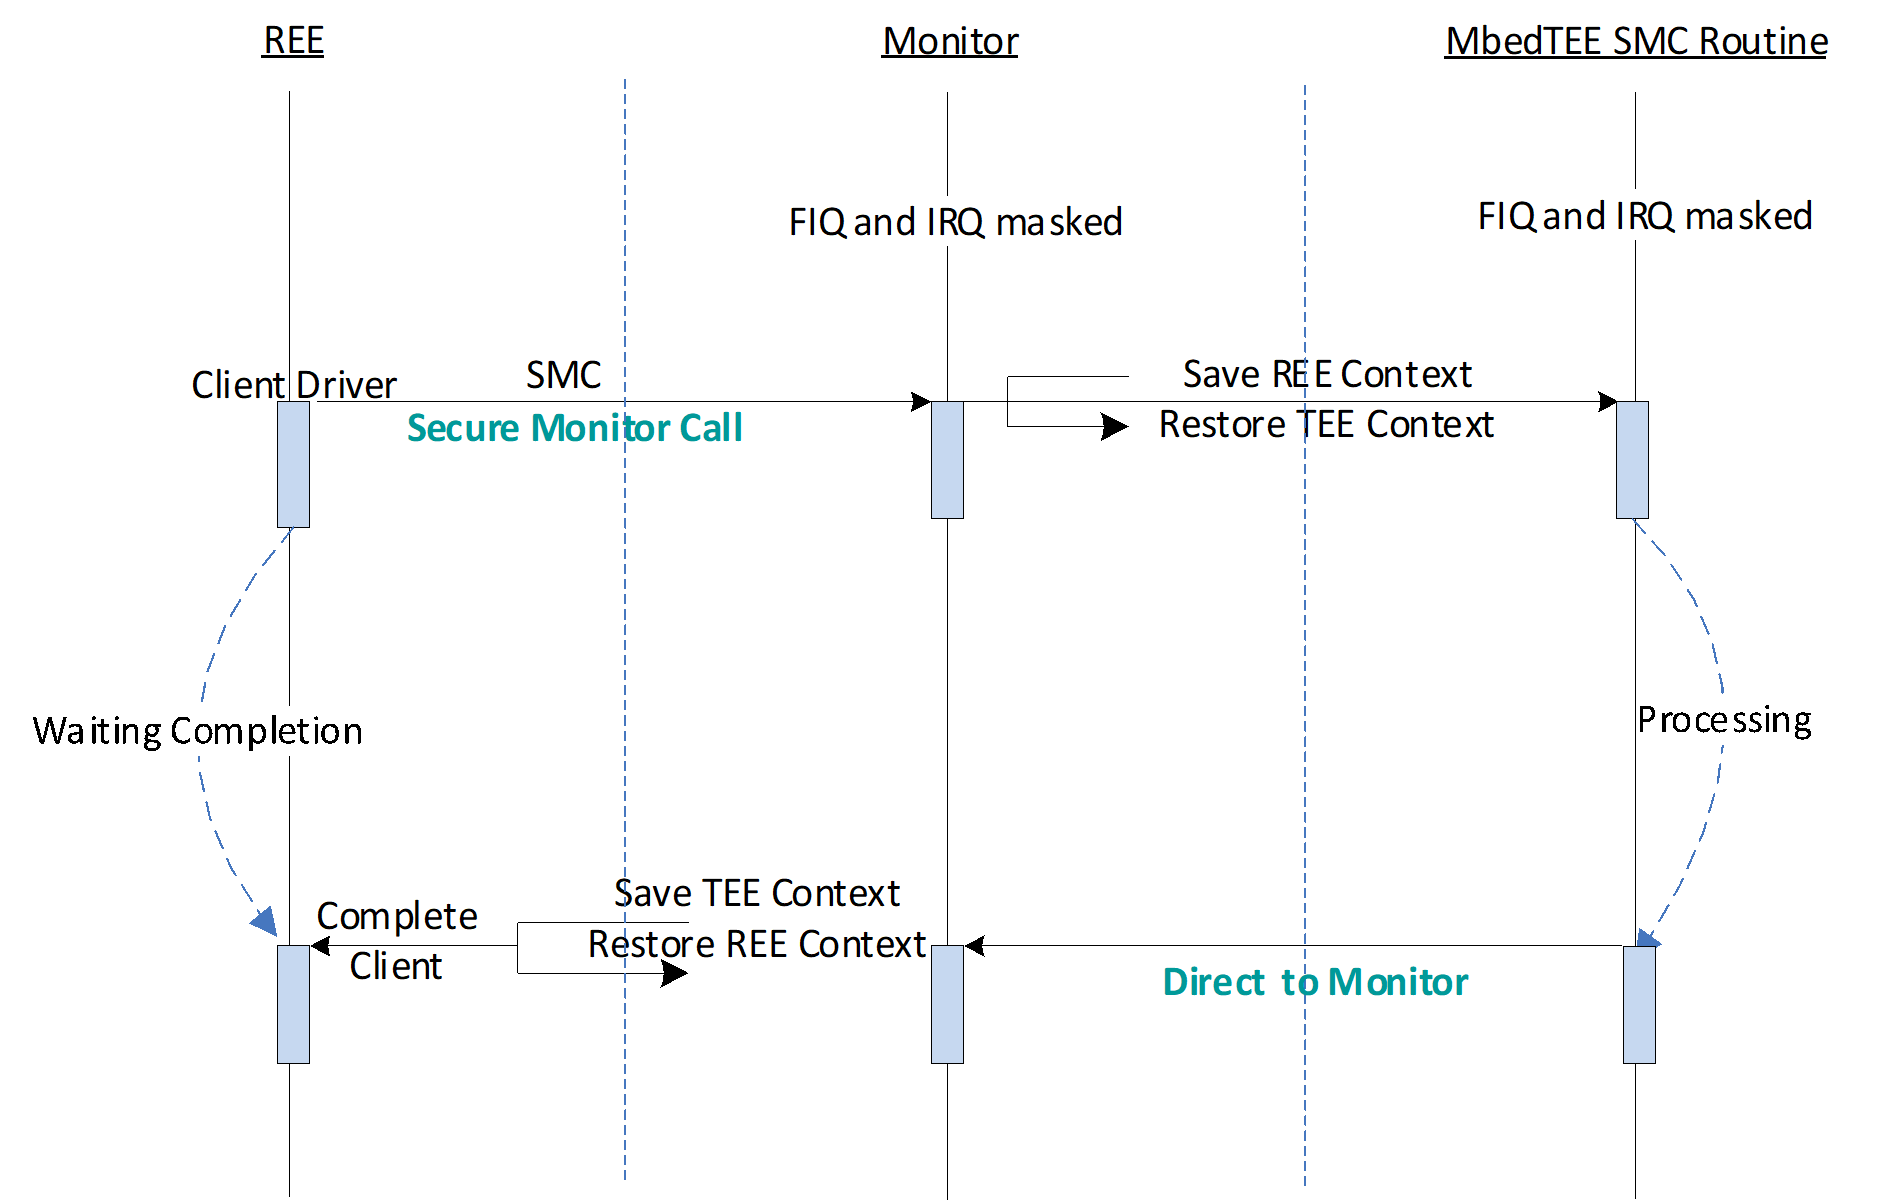 REE
Monitor
MbedTEE SMC Routine
FIQ and IRQ masked
FIQ and IRQ masked
Client Driver
SMC
Secure Monitor Call
Save REE Context
Restore TEE Context
Waiting Completion
Processing
Save TEE Context
Restore REE Context
Complete
Client
Direct to Monitor